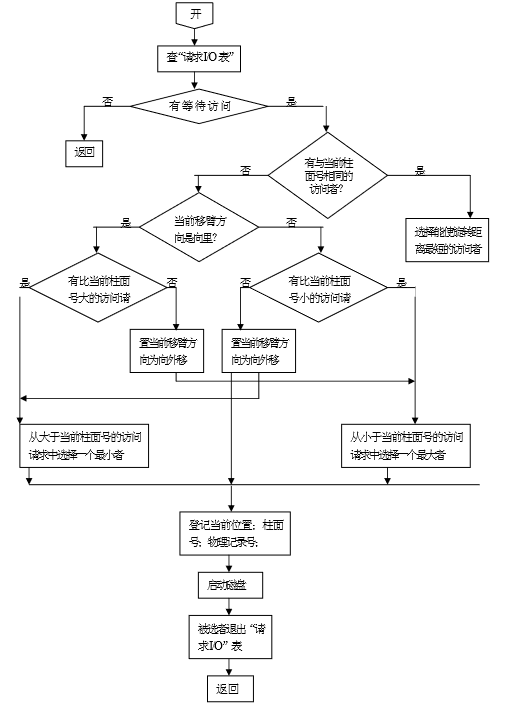 开
查“请求I/O表”
否
有等待访问
是
返回
有与当前柱
面号相同的
访问者?
否
是
当前移臂方
向是向里?
是
否
选择能使旋转距
离最短的访问者
有比当前柱面
号大的访问请
是
否
有比当前柱面
号小的访问请
否
是
置当前移臂方
向为向外移
置当前移臂方
向为向外移
从大于当前柱面号的访问
请求中选择一个最小者
从小于当前柱面号的访问
请求中选择一个最大者
登记当前位置；柱面
号；物理记录号；
启动磁盘
被选者退出“请
求I/O”表
返回